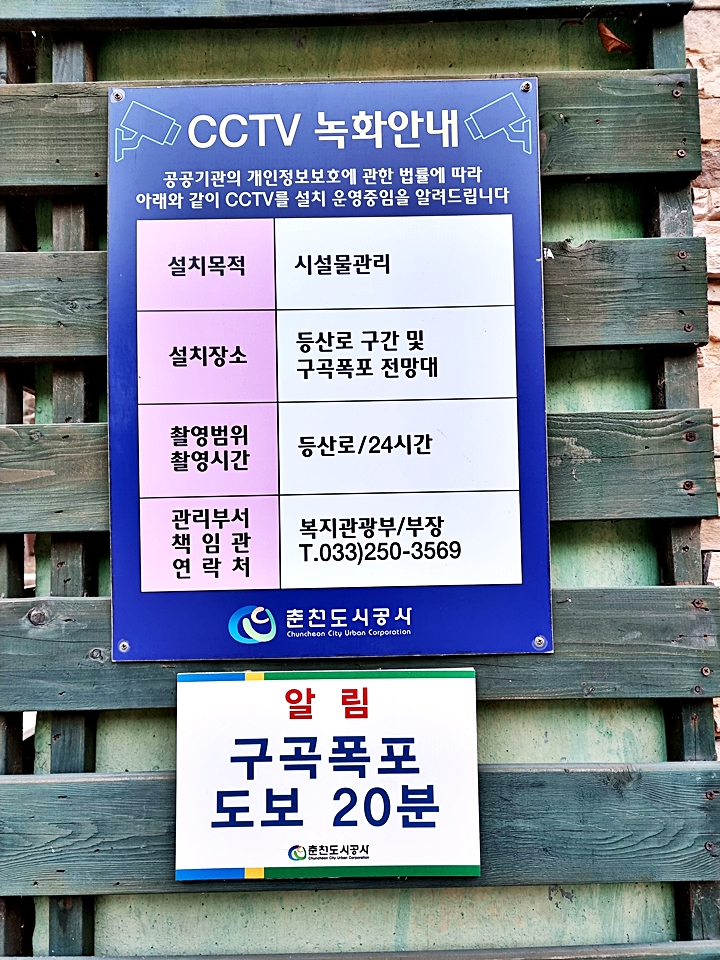 CCTV 녹화안내
공공기관의 개인정보보호에 관한 법률에 따라
아래와 같이 CCTV를 설치 운영중임을 알려드립니다
설치목적
시설물관리
설치장소
등산로 구간 및
구곡폭포 전망대
촬영범위
촬영시간
등산로/24시간
관리부서
책 임 관
연 락 처
복지관광부/부장
T.033)250-3569
춘천도시공사
Chuncheon City Urban Corporation
알 림
구곡폭포
도보 20분
춘천도시공사
Chuncheon City Urban Corporation